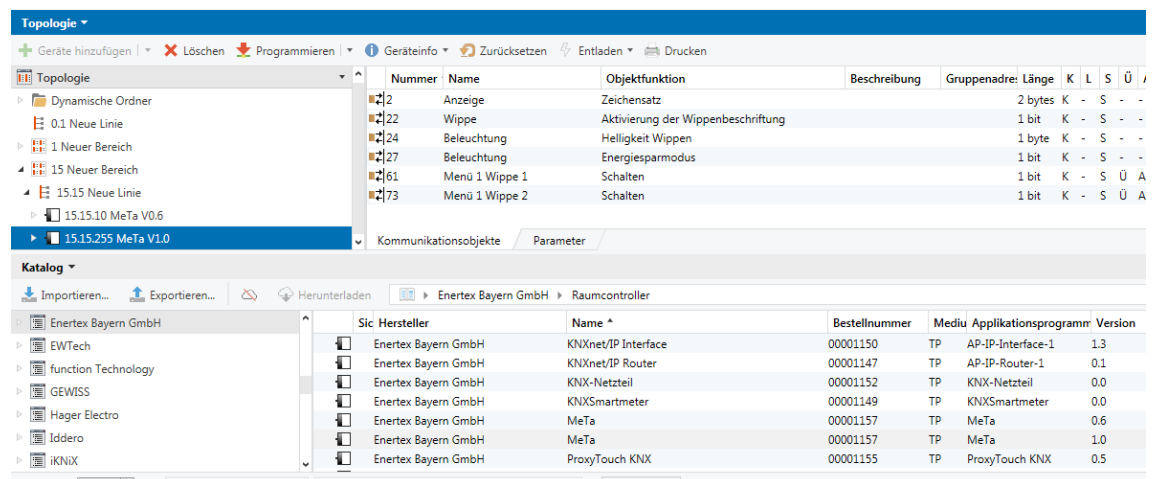 Topologie
Geräte hinzufügen Löschen Programmieren Geräteinfo Zurücksetzen Entladen Drucken
Topologie
Dynamische Ordner
0.1 Neue Linie
1 Neuer Bereich
15 Neuer Bereich
15.15 Neue Linie
15.15.10 MeTa V0.6
15.15.255 MeTa V1.0
Nummer Name Objektfunktion Beschreibung Gruppenadre: Länge K L S Ü
2 Anzeige Zeichensatz 2 bytes K - S - -
22 Wippe Aktivierung der Wippenbeschriftung 1 bit K - S - -
24 Beleuchtung Helligkeit Wippen 1 byte K - S - -
27 Beleuchtung Energiesparmodus 1 bit K - S - -
61 Menü 1 Wippe 1 Schalten 1 bit K - S Ü A
73 Menü 1 Wippe 2 Schalten 1 bit K - S Ü A
Kommunikationsobjekte Parameter
Katalog
Importieren... Exportieren... Herunterladen Enertex Bayern GmbH Raumcontroller
Enertex Bayern GmbH
EWTech
function Technology
GEWISS
Hager Electro
Iddero
iKNiX
Sic Hersteller Name Bestellnummer Mediu Applikationsprogramm Version
Enertex Bayern GmbH KNXnet/IP Interface 00001150 TP AP-IP-Interface-1 1.3
Enertex Bayern GmbH KNXnet/IP Router 00001147 TP AP-IP-Router-1 0.1
Enertex Bayern GmbH KNX-Netzteil 00001152 TP KNX-Netzteil 0.0
Enertex Bayern GmbH KNXSmartmeter 00001149 TP KNXSmartmeter 0.0
Enertex Bayern GmbH MeTa 00001157 TP MeTa 0.6
Enertex Bayern GmbH MeTa 00001157 TP MeTa 1.0
Enertex Bayern GmbH ProxyTouch KNX 00001155 TP ProxyTouch KNX 0.5